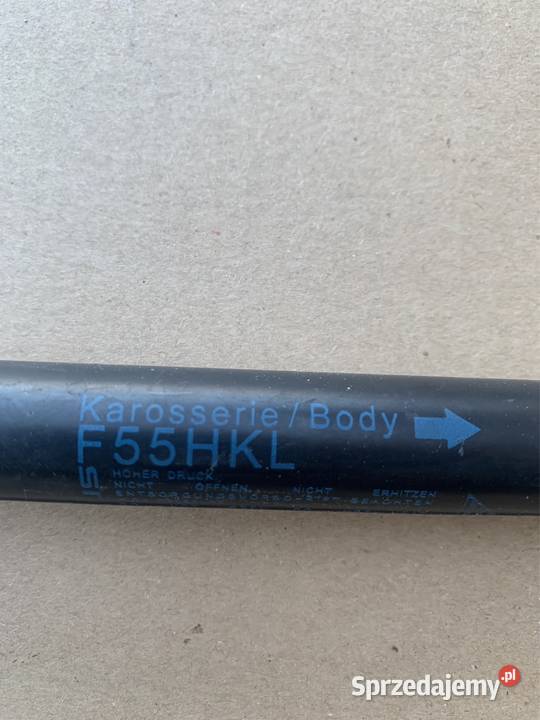 Karosserie / Body
F55HKL
HOHER DRUCK
NICHT ÖFFNEN. NICHT ERHITZEN
Sprzedajemy.pl